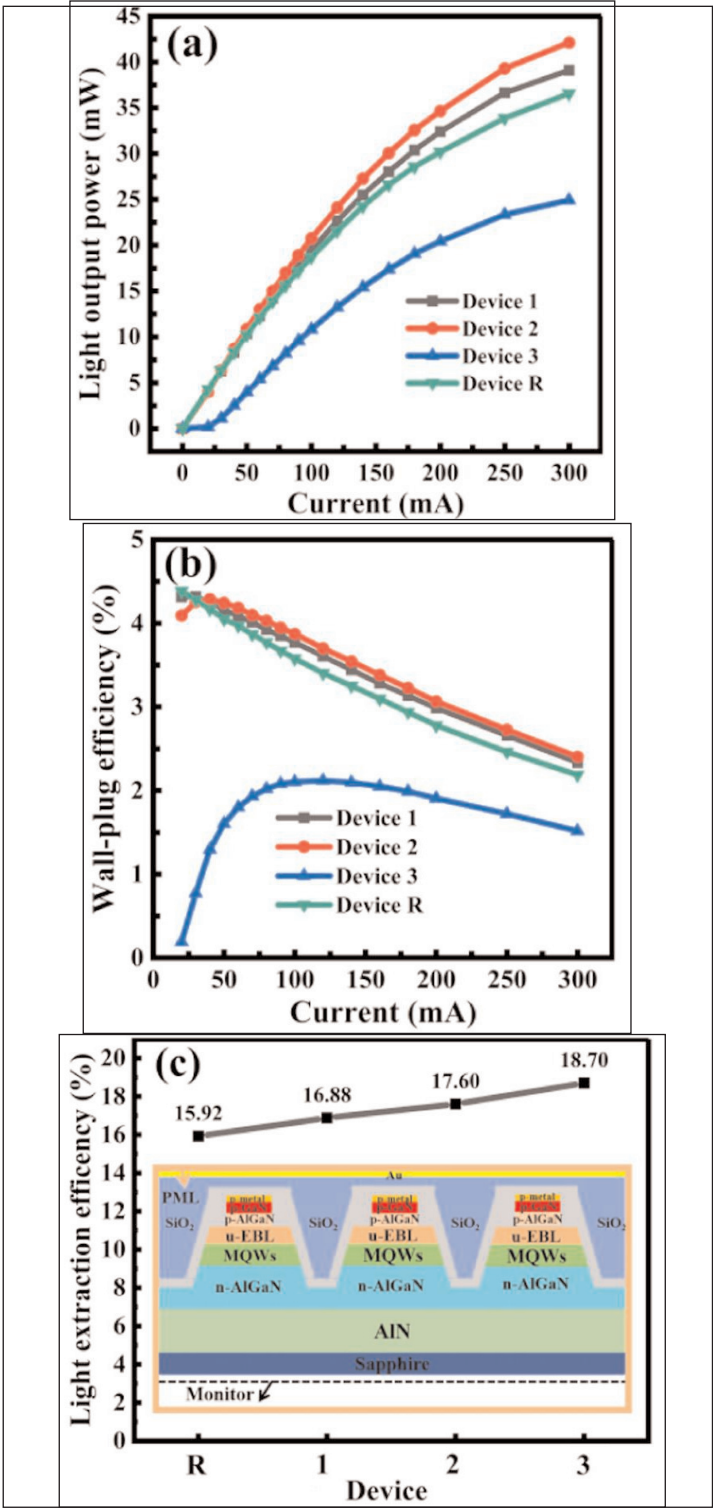 (a)
Light output power (mW)
45
40
35
30
25
20
15
10
5
0
Device 1
Device 2
Device 3
Device R
0 50 100 150 200 250 300
Current (mA)
(b)
Wall-plug efficiency (%)
5
4
3
2
1
0
Device 1
Device 2
Device 3
Device R
0 50 100 150 200 250 300
Current (mA)
(c)
Light extraction efficency (%)
20
18
16
14
12
10
8
6
4
2
0
15.92 16.88 17.60 18.70
Au
PML
p-metal p-metal p-metal
p-AlGaN p-AlGaN p-AlGaN
SiO2 SiO2 SiO2 SiO2
u-EBL u-EBL u-EBL
MQWs MQWs MQWs
n-AlGaN n-AlGaN n-AlGaN
AlN
Sapphire
Monitor
R 1 2 3
Device